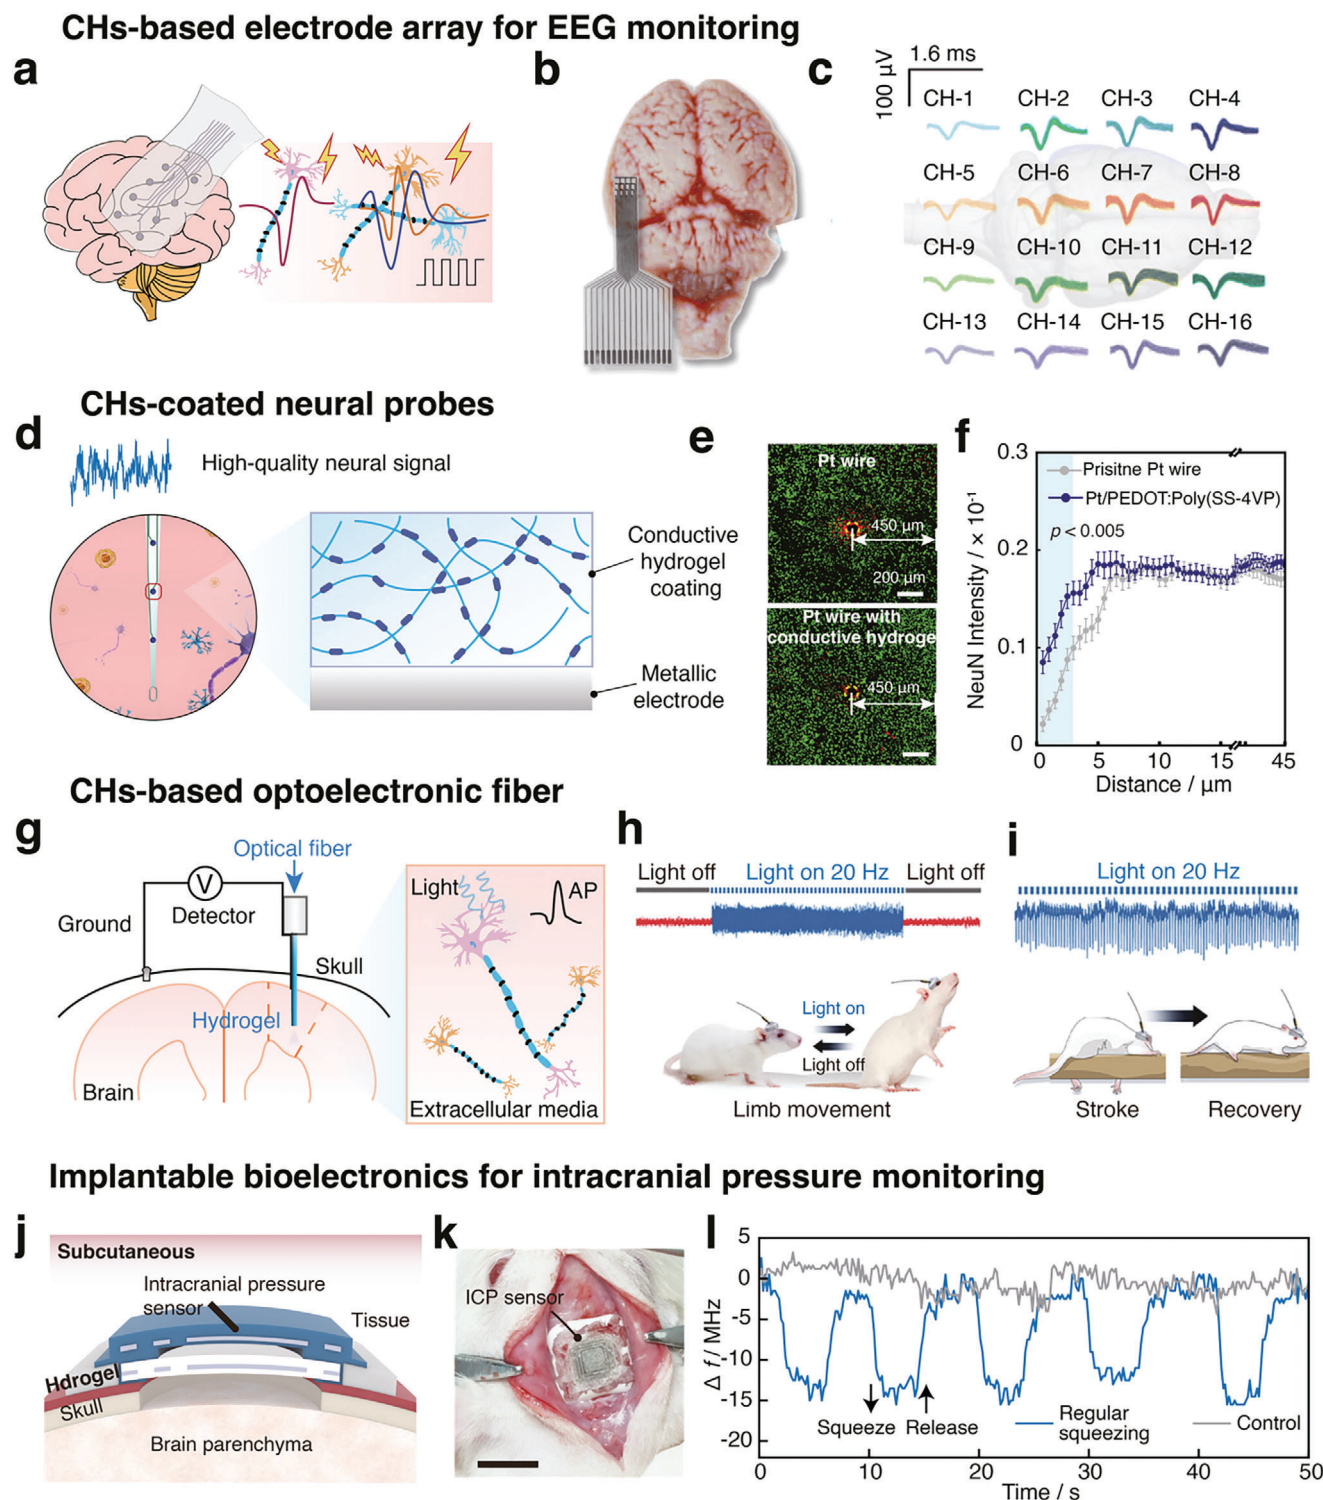 CHs-based electrode array for EEG monitoring
a
b
c
1.6 ms
100 µV
CH-1
CH-2
CH-3
CH-4
CH-5
CH-6
CH-7
CH-8
CH-9
CH-10
CH-11
CH-12
CH-13
CH-14
CH-15
CH-16
CHs-coated neural probes
d
High-quality neural signal
Conductive
hydrogel
coating
Metallic
electrode
e
Pt wire
450 µm
200 µm
Pt wire with
conductive hydroge
450 µm
f
0.3
0.2
0.1
0
NeuN Intensity / × 10⁻¹
Prisitne Pt wire
Pt/PEDOT:Poly(SS-4VP)
p < 0.005
0 5 10 15 45
Distance / µm
CHs-based optoelectronic fiber
g
Optical fiber
V
Detector
Ground
Skull
Hydrogel
Brain
Light
AP
Extracellular media
h
Light off Light on 20 Hz Light off
Light on
Light off
Limb movement
i
Light on 20 Hz
Stroke
Recovery
Implantable bioelectronics for intracranial pressure monitoring
j
Subcutaneous
Intracranial pressure
sensor
Tissue
Hdrogel
Skull
Brain parenchyma
k
ICP sensor
l
5
0
-5
-10
-15
-20
Δ f / MHz
Squeeze
Release
Regular
squeezing
Control
0 10 20 30 40 50
Time / s